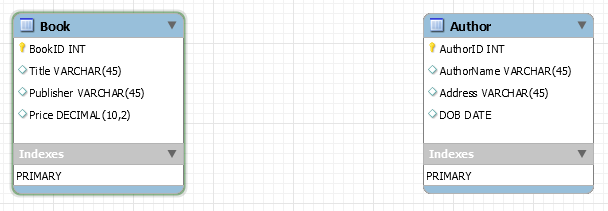 Book
BookID INT
Title VARCHAR(45)
Publisher VARCHAR(45)
Price DECIMAL(10,2)
Indexes
PRIMARY
Author
AuthorID INT
AuthorName VARCHAR(45)
Address VARCHAR(45)
DOB DATE
Indexes
PRIMARY